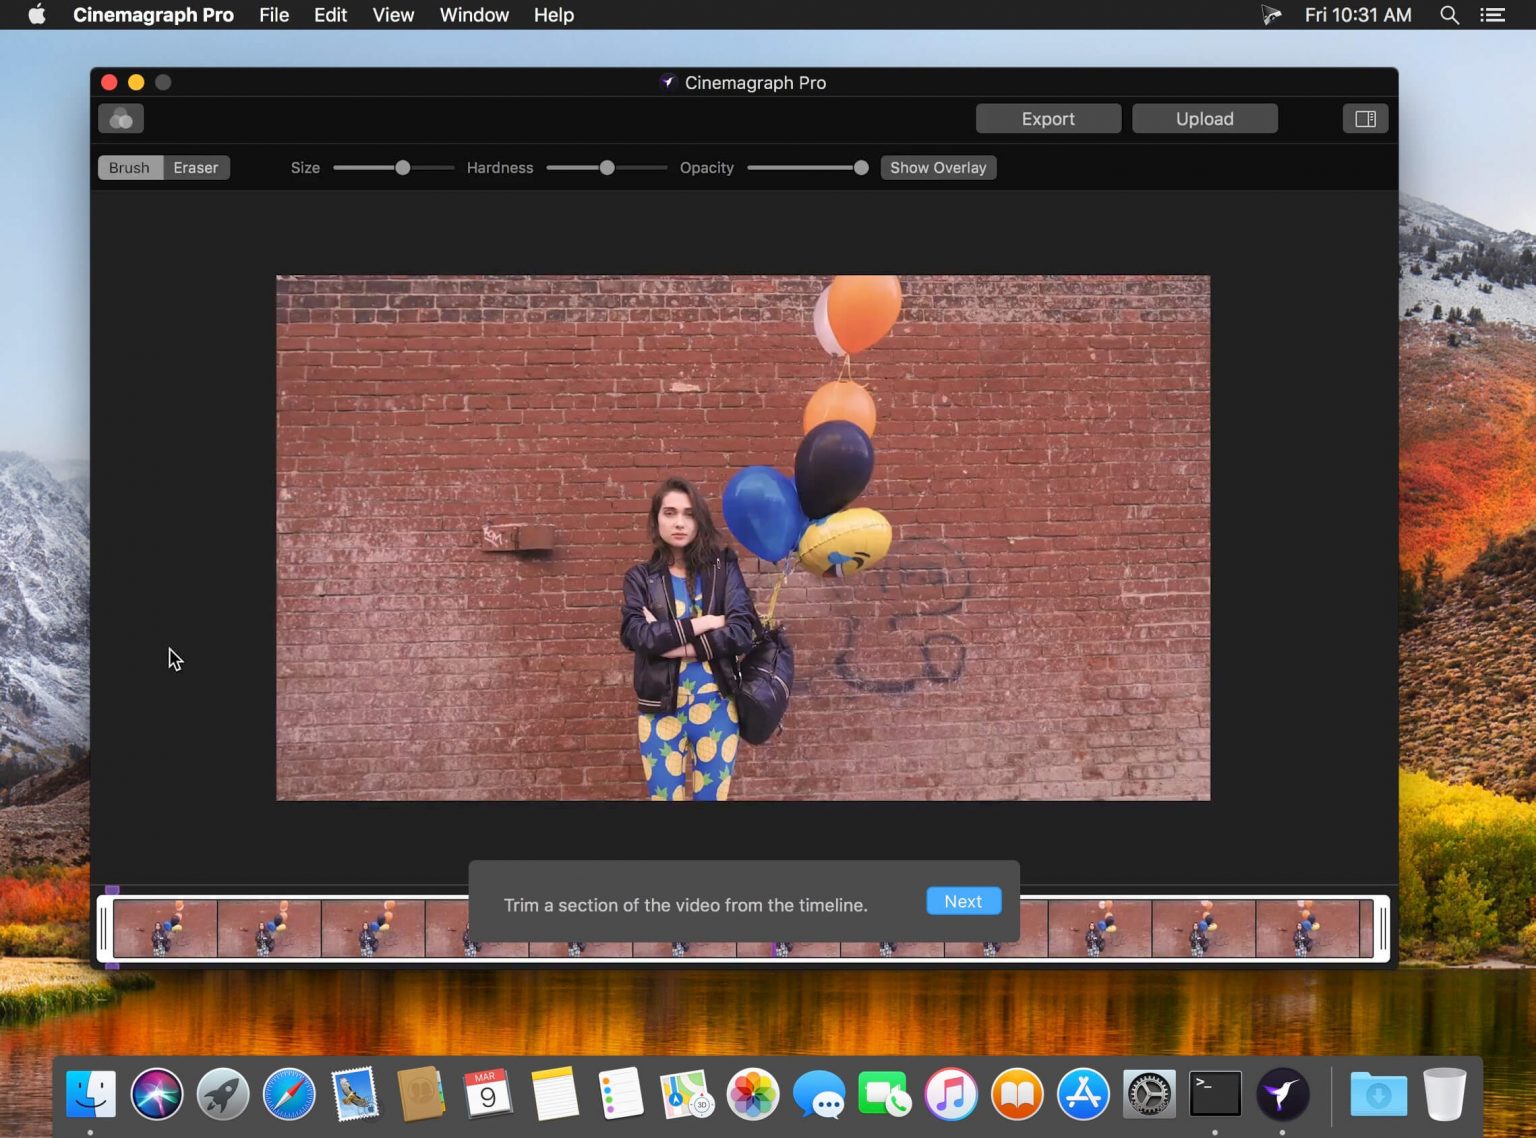 Cinemagraph Pro File Edit View Window Help Fri 10:31 AM
Cinemagraph Pro
Export Upload
Brush Eraser Size Hardness Opacity Show Overlay
Trim a section of the video from the timeline. Next
MAR
9
3D
>_